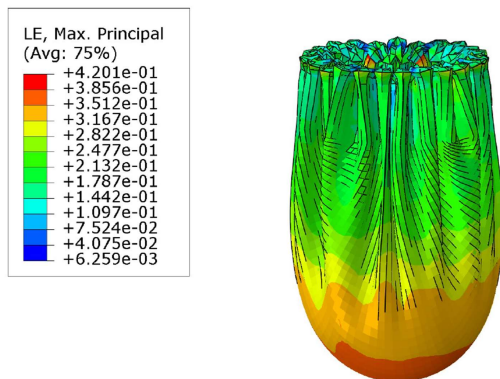 LE, Max. Principal
(Avg: 75%)
+4.201e-01
+3.856e-01
+3.512e-01
+3.167e-01
+2.822e-01
+2.477e-01
+2.132e-01
+1.787e-01
+1.442e-01
+1.097e-01
+7.524e-02
+4.075e-02
+6.259e-03